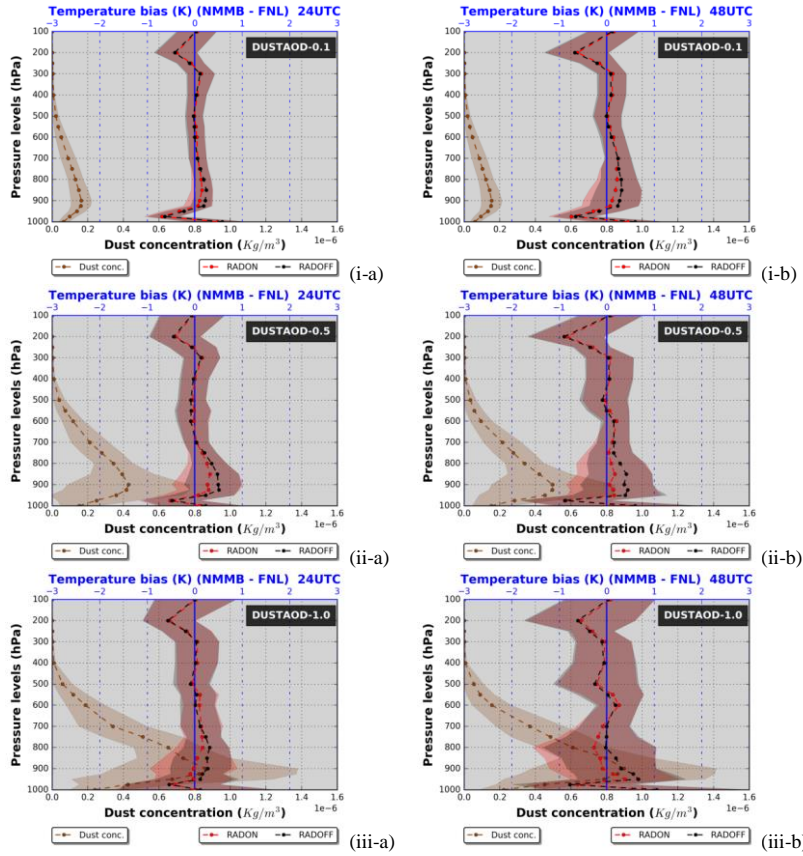 Temperature bias (K) (NMMB - FNL) 24UTC
-3 -2 -1 0 1 2 3
Pressure levels (hPa)
100
200
300
400
500
600
700
800
900
1000
DUSTAOD-0.1
0.0 0.2 0.4 0.6 0.8 1.0 1.2 1.4 1.6
1e-6
Dust concentration (Kg/m³)
Dust conc. RADON RADOFF
(i-a)
Temperature bias (K) (NMMB - FNL) 48UTC
-3 -2 -1 0 1 2 3
Pressure levels (hPa)
100
200
300
400
500
600
700
800
900
1000
DUSTAOD-0.1
0.0 0.2 0.4 0.6 0.8 1.0 1.2 1.4 1.6
1e-6
Dust concentration (Kg/m³)
Dust conc. RADON RADOFF
(i-b)
Temperature bias (K) (NMMB - FNL) 24UTC
-3 -2 -1 0 1 2 3
Pressure levels (hPa)
100
200
300
400
500
600
700
800
900
1000
DUSTAOD-0.5
0.0 0.2 0.4 0.6 0.8 1.0 1.2 1.4 1.6
1e-6
Dust concentration (Kg/m³)
Dust conc. RADON RADOFF
(ii-a)
Temperature bias (K) (NMMB - FNL) 48UTC
-3 -2 -1 0 1 2 3
Pressure levels (hPa)
100
200
300
400
500
600
700
800
900
1000
DUSTAOD-0.5
0.0 0.2 0.4 0.6 0.8 1.0 1.2 1.4 1.6
1e-6
Dust concentration (Kg/m³)
Dust conc. RADON RADOFF
(ii-b)
Temperature bias (K) (NMMB - FNL) 24UTC
-3 -2 -1 0 1 2 3
Pressure levels (hPa)
100
200
300
400
500
600
700
800
900
1000
DUSTAOD-1.0
0.0 0.2 0.4 0.6 0.8 1.0 1.2 1.4 1.6
1e-6
Dust concentration (Kg/m³)
Dust conc. RADON RADOFF
(iii-a)
Temperature bias (K) (NMMB - FNL) 48UTC
-3 -2 -1 0 1 2 3
Pressure levels (hPa)
100
200
300
400
500
600
700
800
900
1000
DUSTAOD-1.0
0.0 0.2 0.4 0.6 0.8 1.0 1.2 1.4 1.6
1e-6
Dust concentration (Kg/m³)
Dust conc. RADON RADOFF
(iii-b)